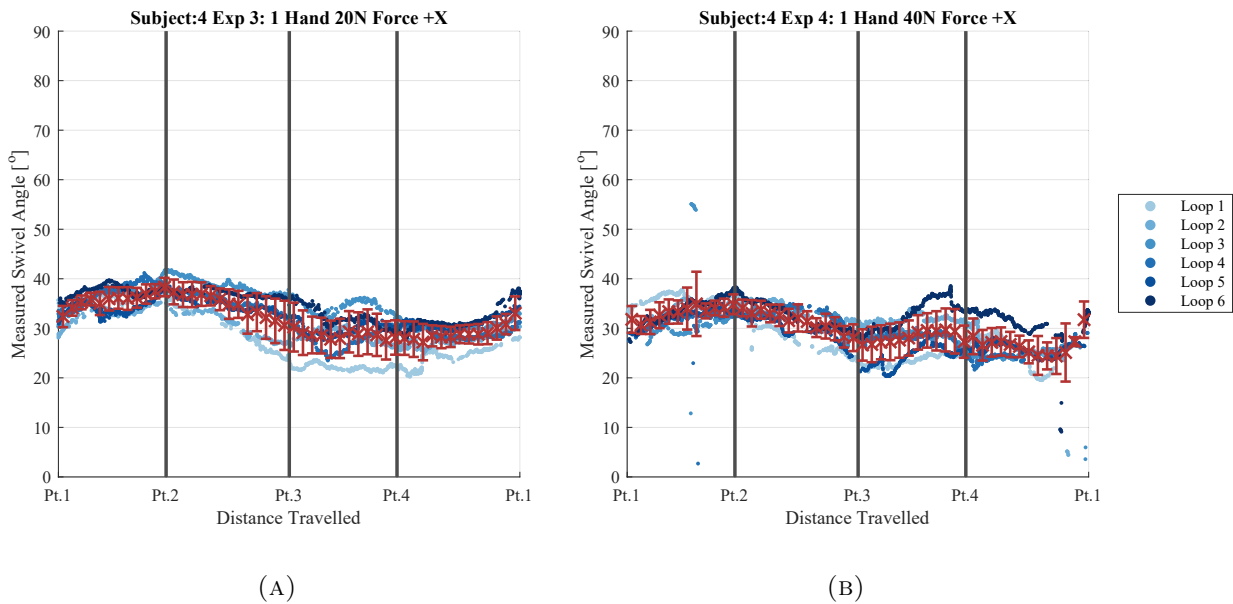 Subject:4 Exp 3: 1 Hand 20N Force +X
90
80
70
60
50
40
30
20
10
0
Measured Swivel Angle [ º]
Pt.1
Pt.2
Pt.3
Pt.4
Pt.1
Distance Travelled
(A)
Subject:4 Exp 4: 1 Hand 40N Force +X
90
80
70
60
50
40
30
20
10
0
Measured Swivel Angle [ º]
Pt.1
Pt.2
Pt.3
Pt.4
Pt.1
Distance Travelled
(B)
Loop 1
Loop 2
Loop 3
Loop 4
Loop 5
Loop 6